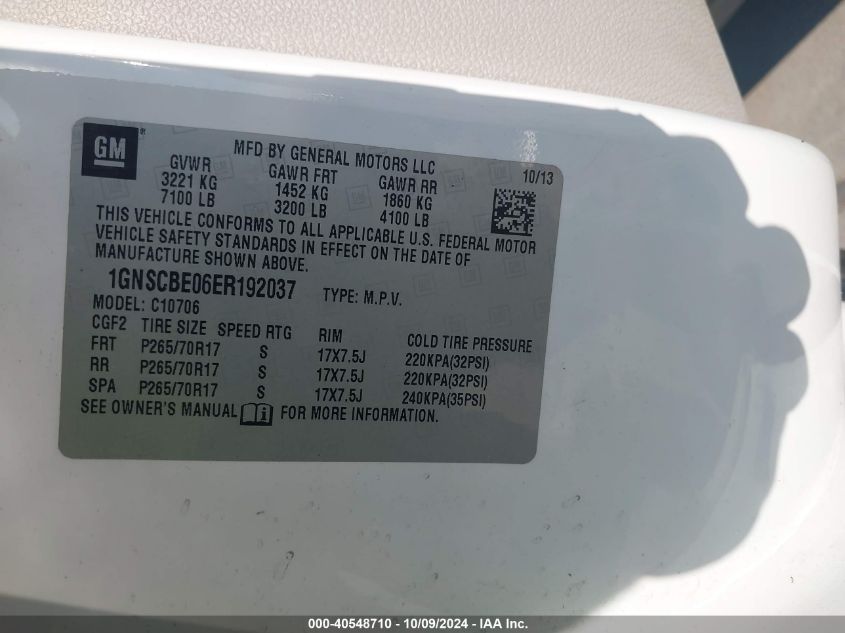 GM
MFD BY GENERAL MOTORS LLC
10/13
GVWR GAWR FRT GAWR RR
3221 KG 1452 KG 1860 KG
7100 LB 3200 LB 4100 LB
THIS VEHICLE CONFORMS TO ALL APPLICABLE U.S. FEDERAL MOTOR
VEHICLE SAFETY STANDARDS IN EFFECT ON THE DATE OF
MANUFACTURE SHOWN ABOVE.
1GNSCBE06ER192037 TYPE: M.P.V.
MODEL: C10706
CGF2 TIRE SIZE SPEED RTG RIM COLD TIRE PRESSURE
FRT P265/70R17 S 17X7.5J 220KPA(32PSI)
RR P265/70R17 S 17X7.5J 220KPA(32PSI)
SPA P265/70R17 S 17X7.5J 240KPA(35PSI)
SEE OWNER'S MANUAL FOR MORE INFORMATION.
000-40548710 - 10/09/2024 - IAA Inc.